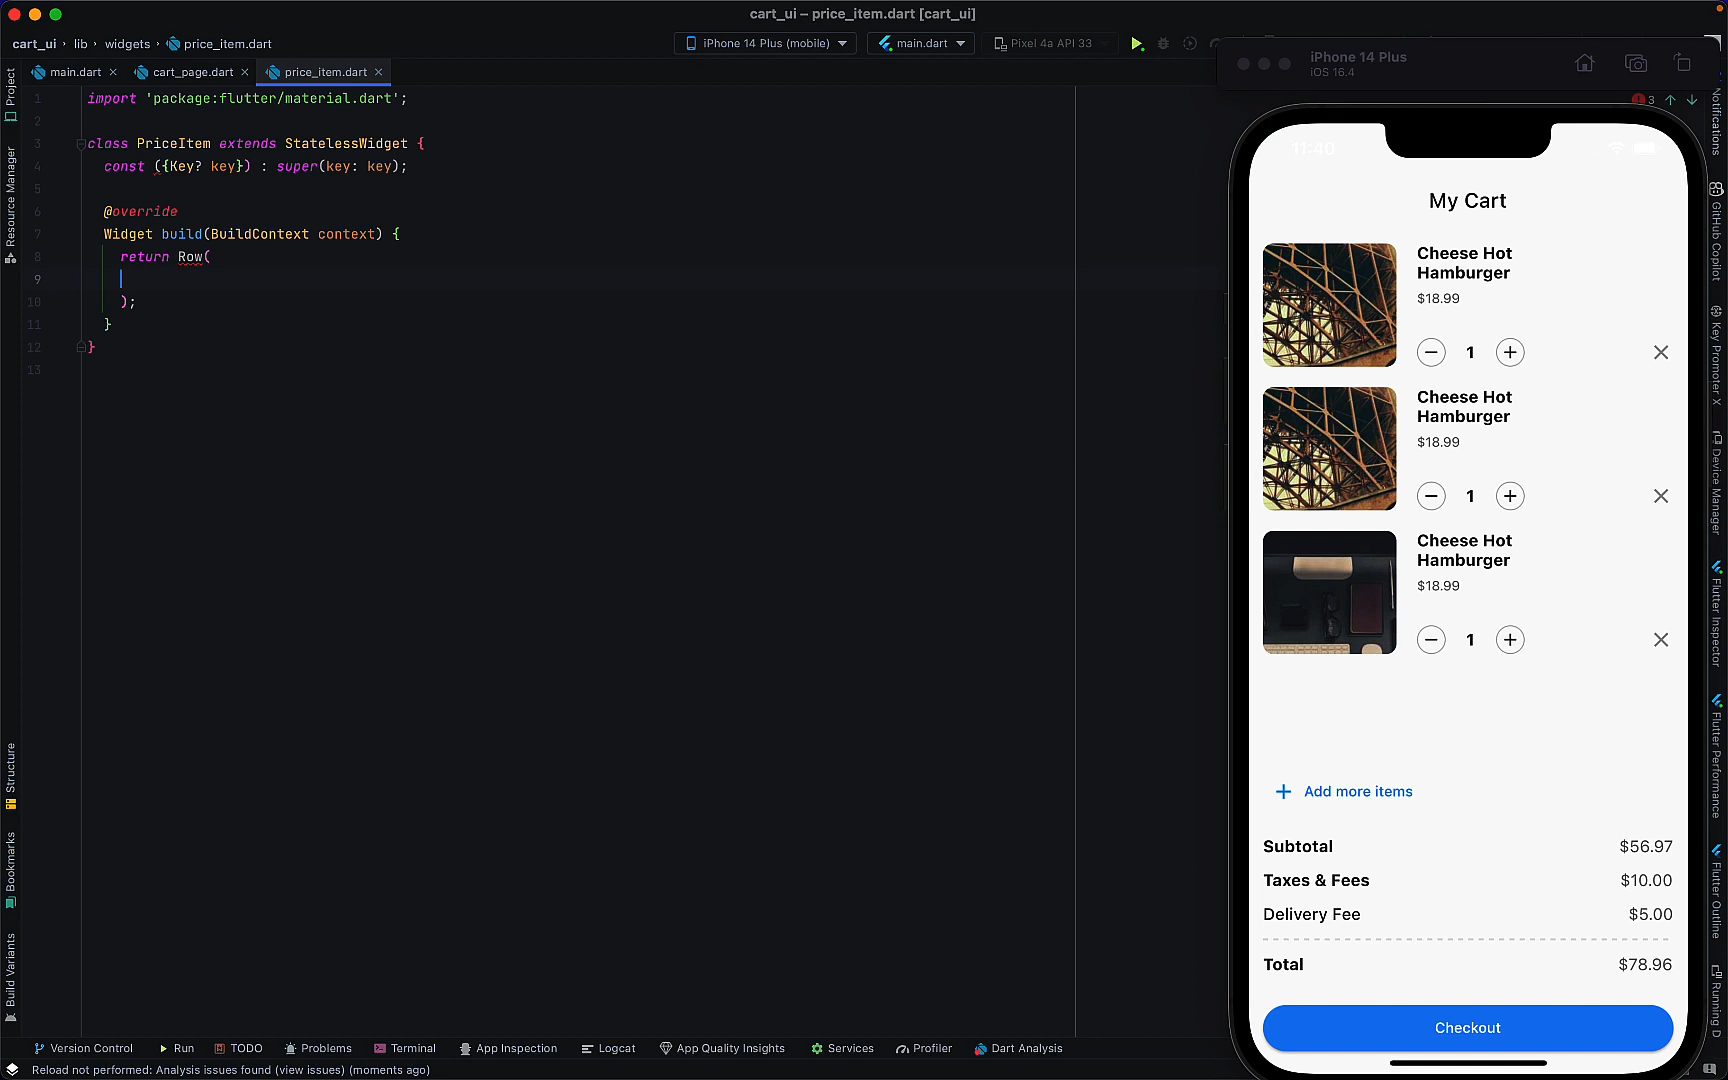 cart_ui – price_item.dart [cart_ui]
cart_ui lib widgets price_item.dart
iPhone 14 Plus (mobile)
main.dart
Pixel 4a API 33
main.dart
cart_page.dart
price_item.dart
1 import 'package:flutter/material.dart';
2
3 class PriceItem extends StatelessWidget {
4 const ({Key? key}) : super(key: key);
5
6 @override
7 Widget build(BuildContext context) {
8 return Row(
9
10 );
11 }
12 }
13
Project
Resource Manager
Structure
Bookmarks
Build Variants
3
iPhone 14 Plus
iOS 16.4
11:40
My Cart
Cheese Hot
Hamburger
$18.99
1
Cheese Hot
Hamburger
$18.99
1
Cheese Hot
Hamburger
$18.99
1
Add more items
Subtotal $56.97
Taxes & Fees $10.00
Delivery Fee $5.00
Total $78.96
Checkout
Notifications
GitHub Copilot
Key Promoter X
Device Manager
Flutter Inspector
Flutter Performance
Flutter Outline
Running D
Version Control Run TODO Problems Terminal App Inspection Logcat App Quality Insights Services Profiler Dart Analysis
Reload not performed: Analysis issues found (view issues) (moments ago)